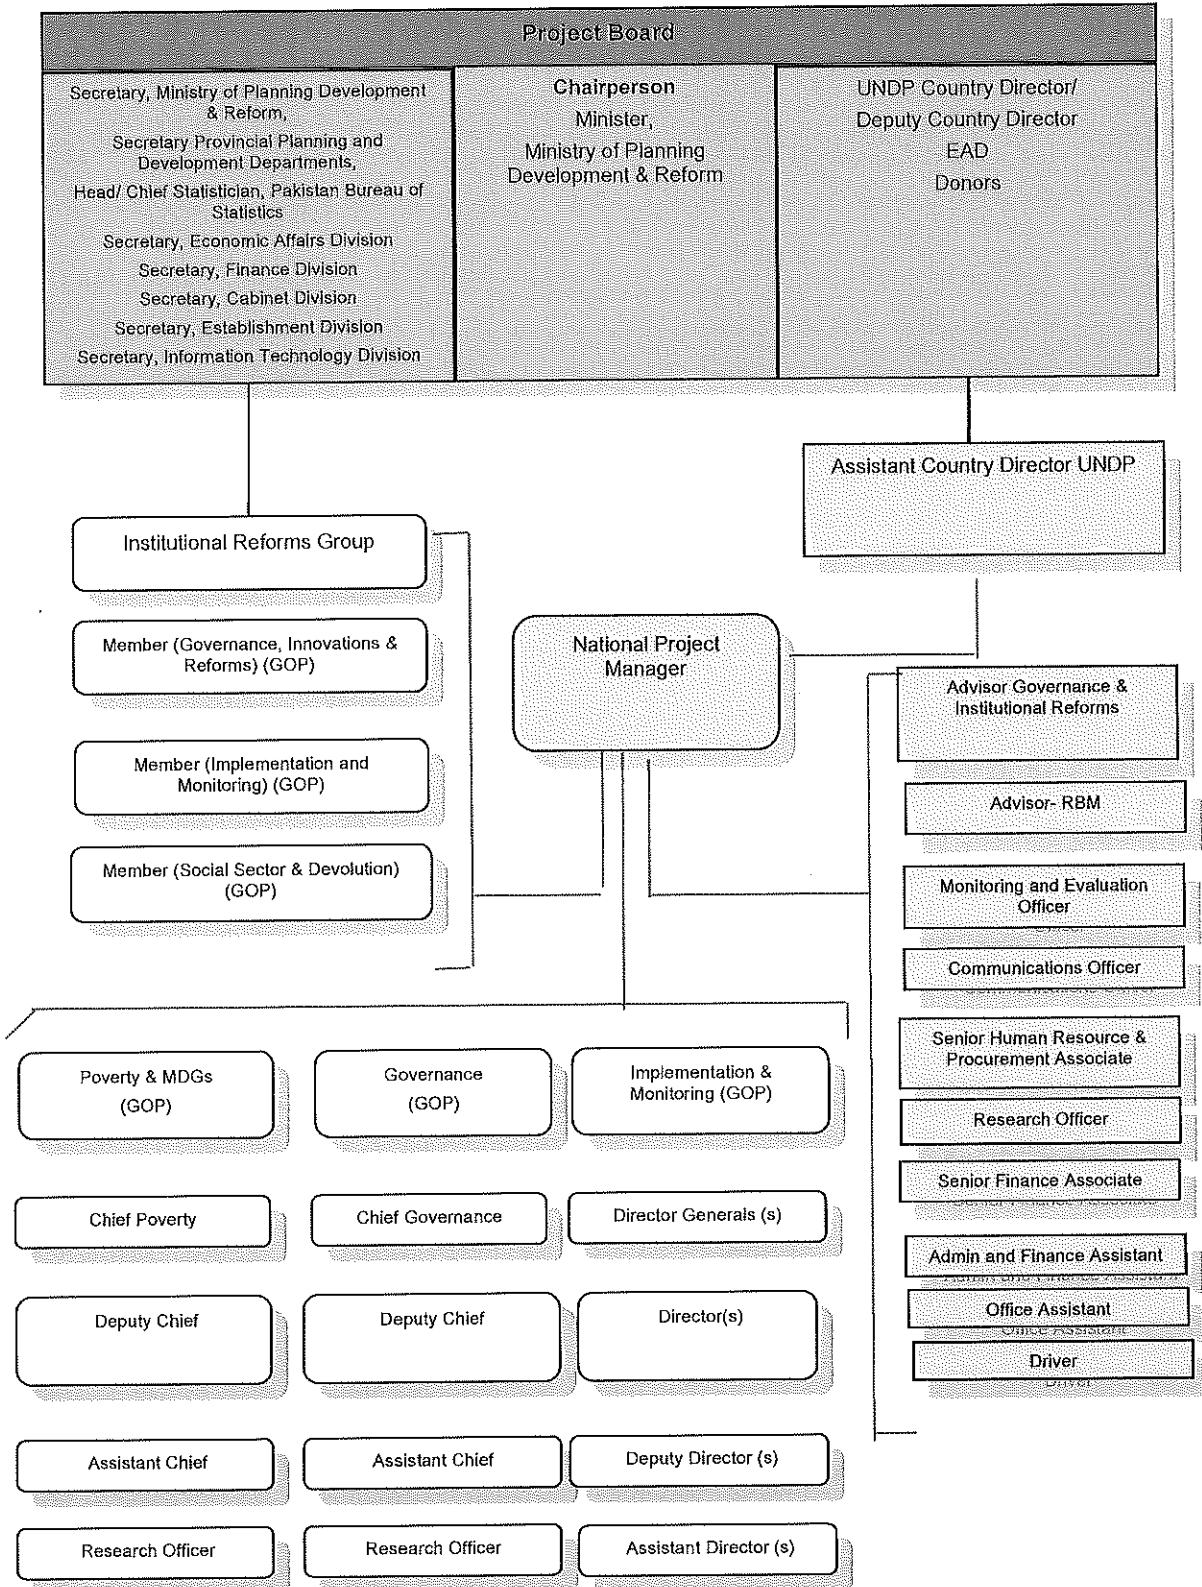 Project Board
Secretary, Ministry of Planning Development
& Reform,
Secretary Provincial Planning and
Development Departments,
Head/ Chief Statistician, Pakistan Bureau of
Statistics
Secretary, Economic Affairs Division
Secretary, Finance Division
Secretary, Cabinet Division
Secretary, Establishment Division
Secretary, Information Technology Division
Chairperson
Minister,
Ministry of Planning
Development & Reform
UNDP Country Director/
Deputy Country Director
EAD
Donors
Assistant Country Director UNDP
Institutional Reforms Group
Member (Governance, Innovations &
Reforms) (GOP)
Member (Implementation and
Monitoring) (GOP)
Member (Social Sector & Devolution)
(GOP)
National Project
Manager
Advisor Governance &
Institutional Reforms
Advisor- RBM
Monitoring and Evaluation
Officer
Communications Officer
Senior Human Resource &
Procurement Associate
Research Officer
Senior Finance Associate
Admin and Finance Assistant
Office Assistant
Driver
Poverty & MDGs
(GOP)
Governance
(GOP)
Implementation &
Monitoring (GOP)
Chief Poverty
Chief Governance
Director Generals (s)
Deputy Chief
Deputy Chief
Director(s)
Assistant Chief
Assistant Chief
Deputy Director (s)
Research Officer
Research Officer
Assistant Director (s)